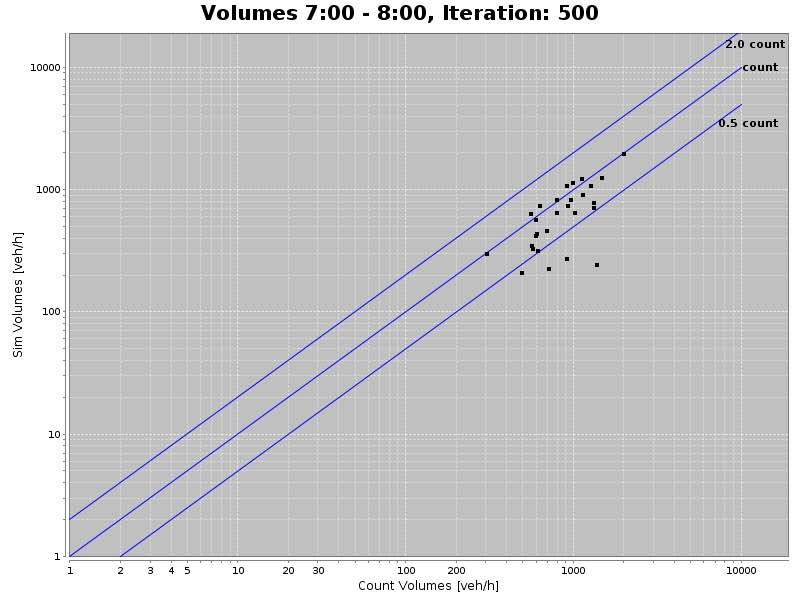 Volumes 7:00 - 8:00, Iteration: 500
2.0 count
count
0.5 count
10000
1000
100
10
1
Sim Volumes [veh/h]
1 2 3 4 5 10 20 30 100 200 1000 10000
Count Volumes [veh/h]